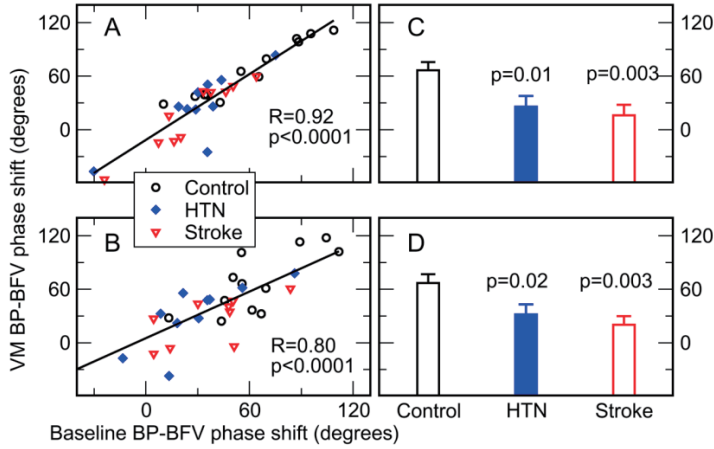 A
C
120
60
0
R=0.92
p<0.0001
p=0.01
p=0.003
120
60
0
Control
HTN
Stroke
B
D
120
60
0
R=0.80
p<0.0001
p=0.02
p=0.003
120
60
0
0
60
120
Control
HTN
Stroke
Baseline BP-BFV phase shift (degrees)
VM BP-BFV phase shift (degrees)